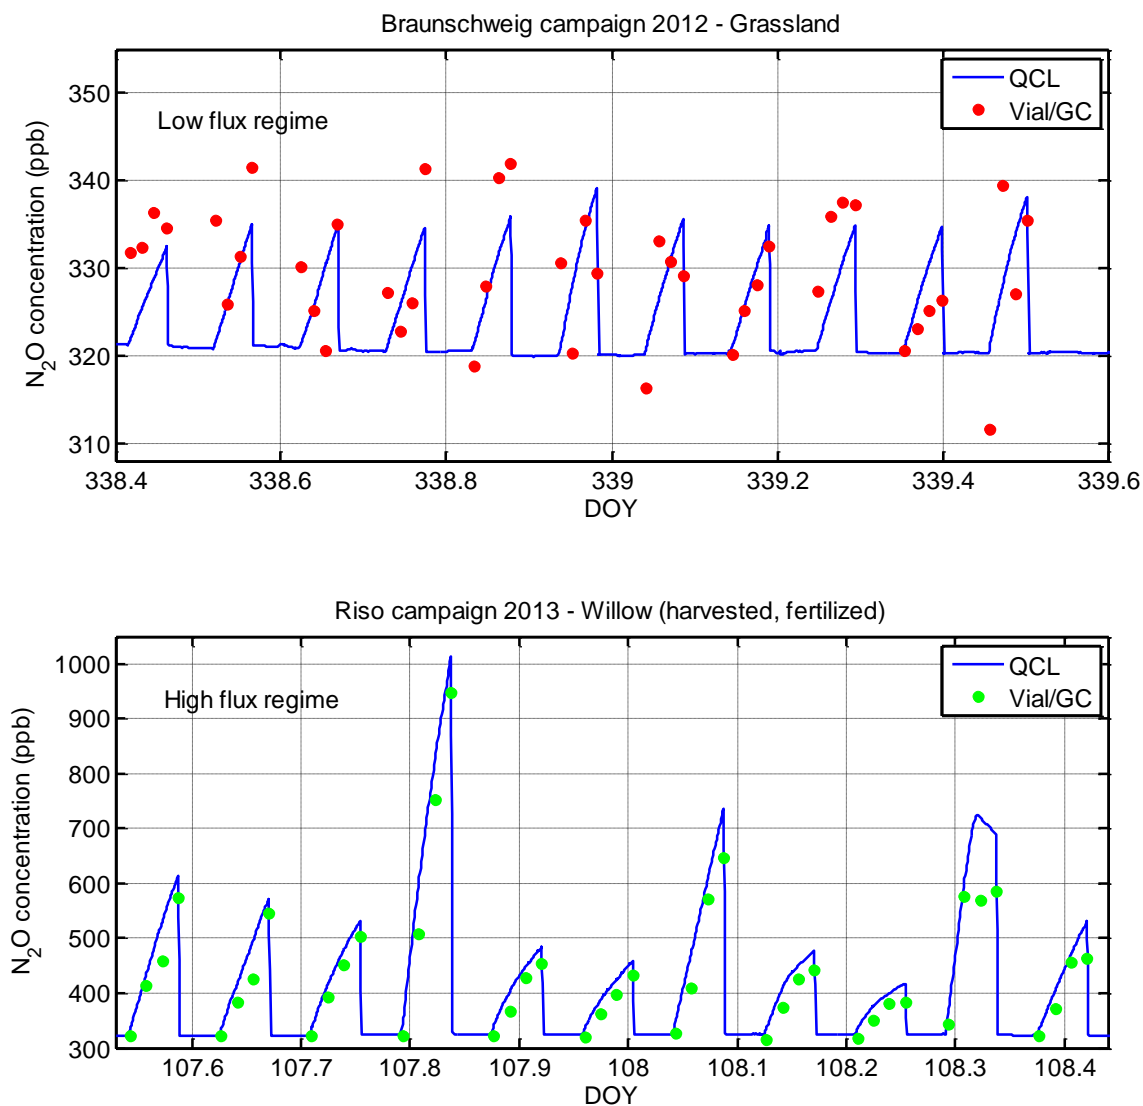 Braunschweig campaign 2012 - Grassland
QCL
Vial/GC
Low flux regime
N2O concentration (ppb)
350
340
330
320
310
338.4 338.6 338.8 339 339.2 339.4 339.6
DOY
Riso campaign 2013 - Willow (harvested, fertilized)
QCL
Vial/GC
High flux regime
N2O concentration (ppb)
1000
900
800
700
600
500
400
300
107.6 107.7 107.8 107.9 108 108.1 108.2 108.3 108.4
DOY